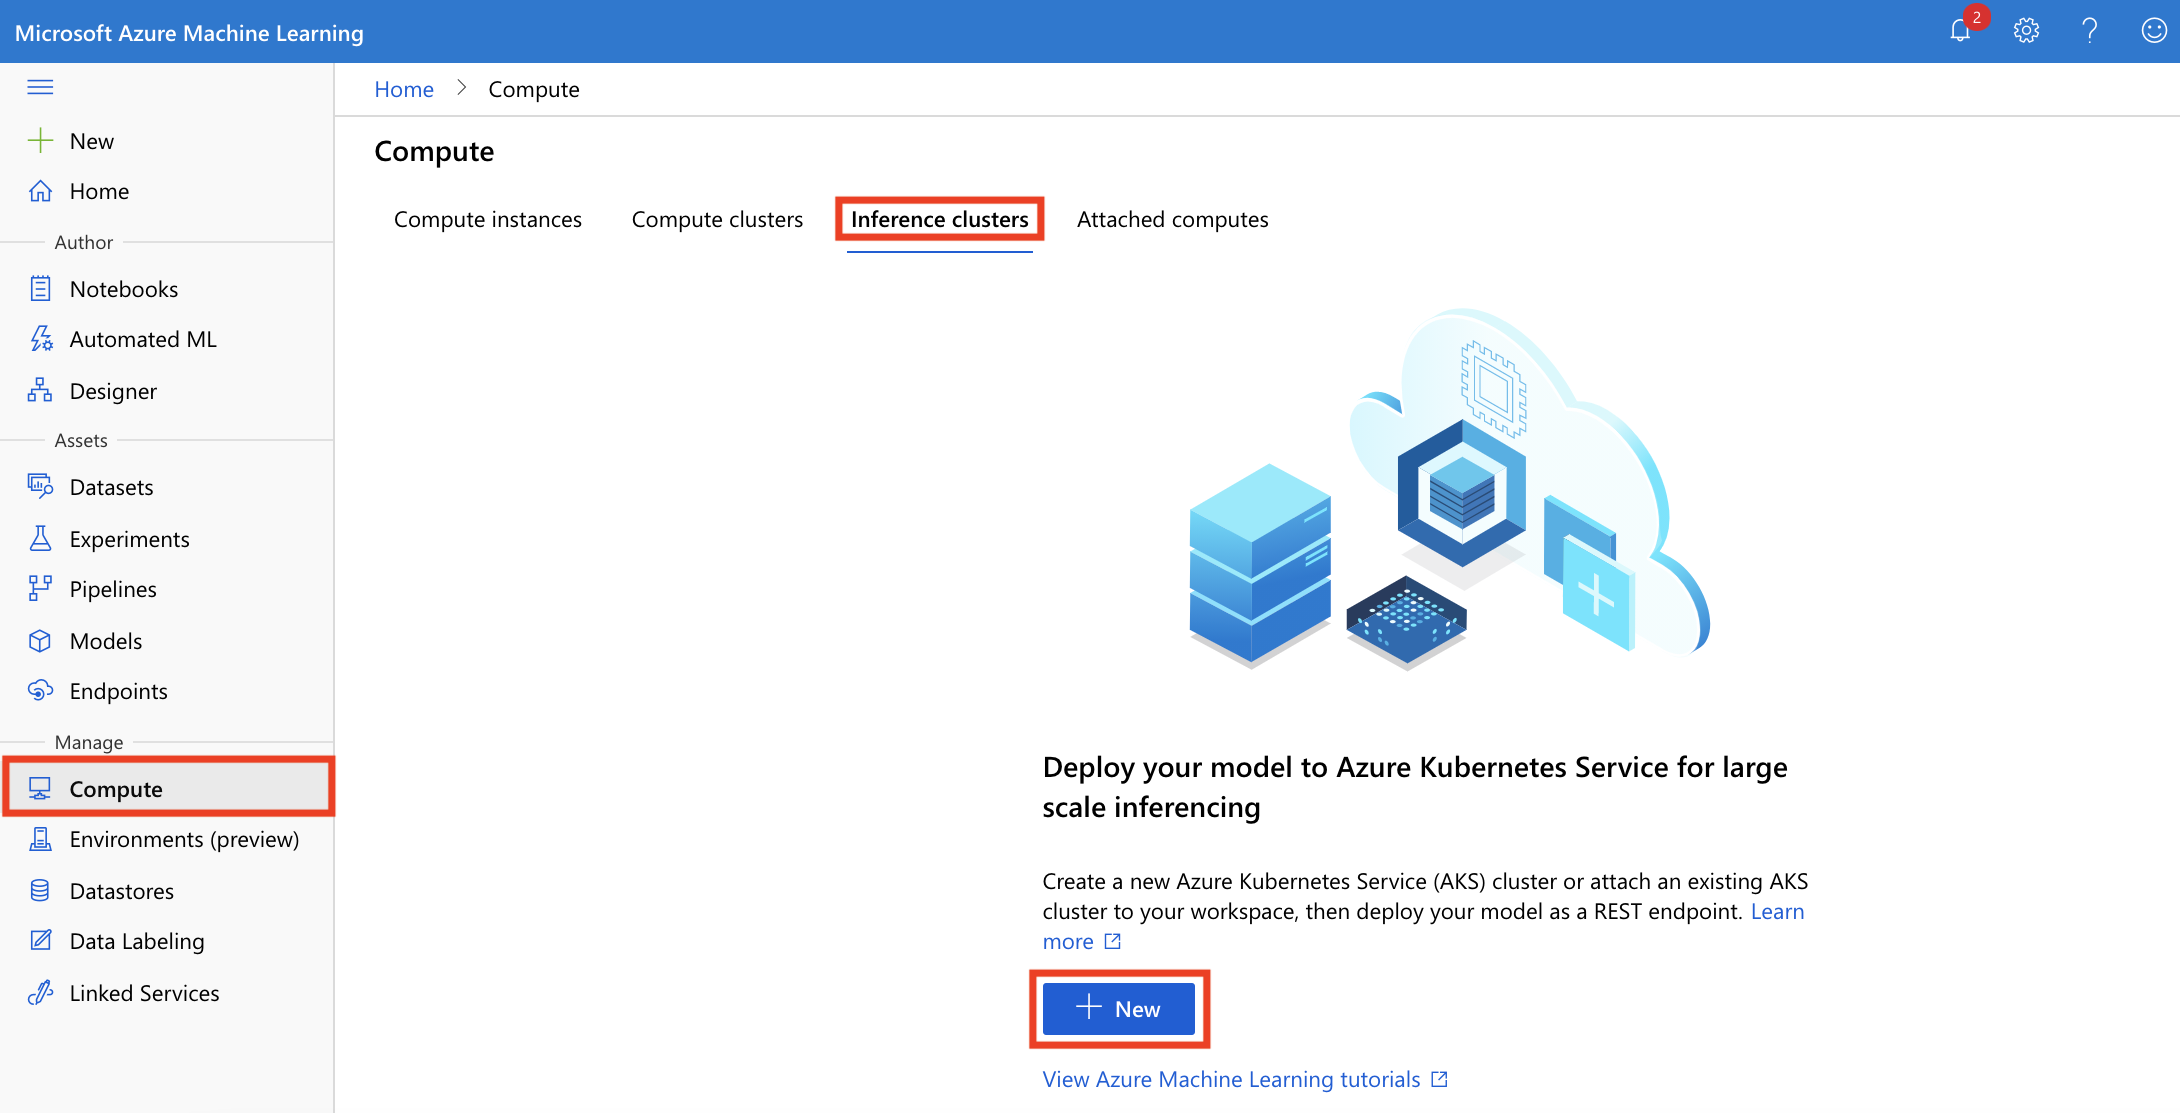 Microsoft Azure Machine Learning
2
New
Home
Author
Notebooks
Automated ML
Designer
Assets
Datasets
Experiments
Pipelines
Models
Endpoints
Manage
Compute
Environments (preview)
Datastores
Data Labeling
Linked Services
Home > Compute
Compute
Compute instances Compute clusters Inference clusters Attached computes
Deploy your model to Azure Kubernetes Service for large
scale inferencing
Create a new Azure Kubernetes Service (AKS) cluster or attach an existing AKS
cluster to your workspace, then deploy your model as a REST endpoint. Learn
more
New
View Azure Machine Learning tutorials